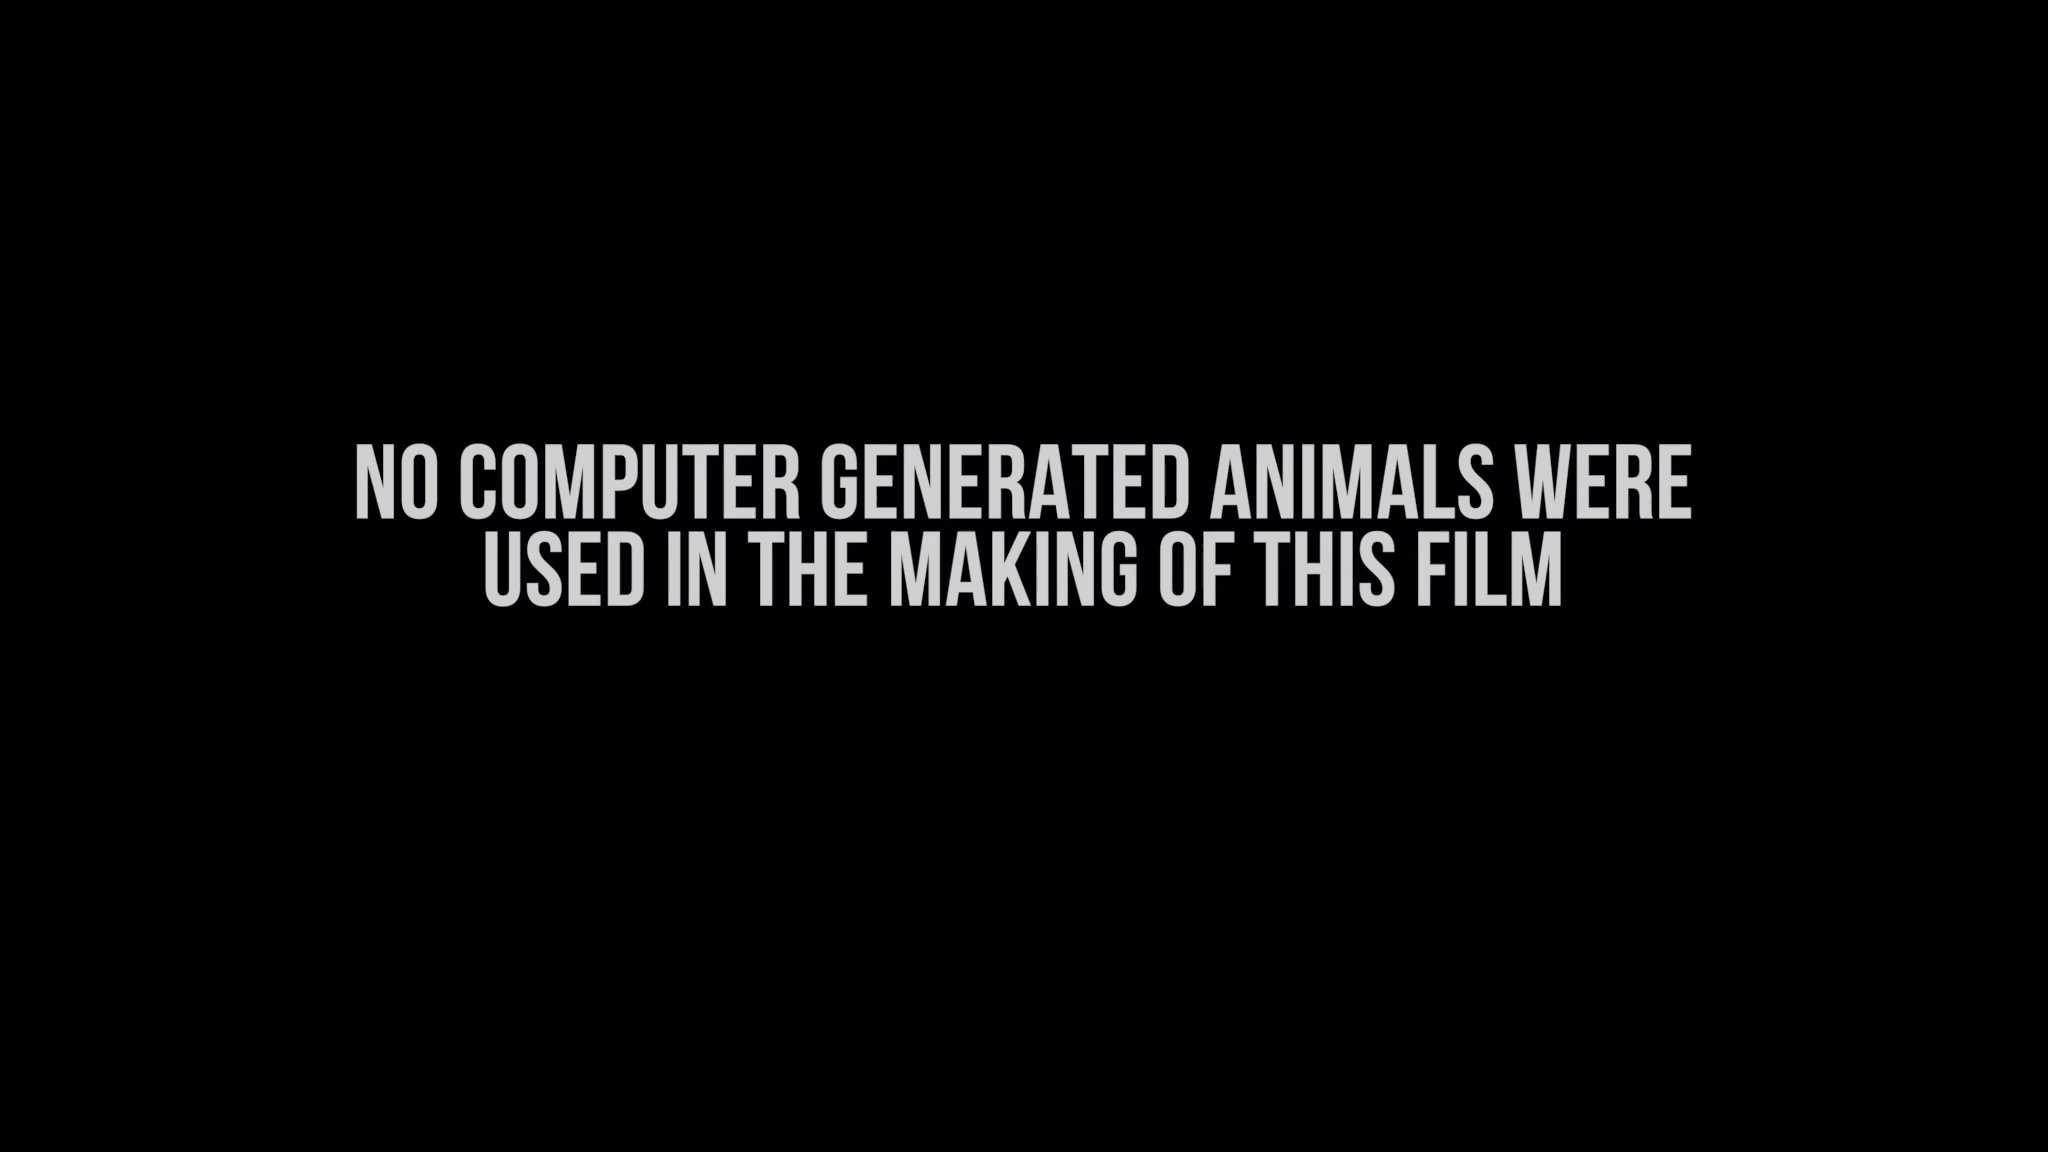 NO COMPUTER GENERATED ANIMALS WERE
USED IN THE MAKING OF THIS FILM